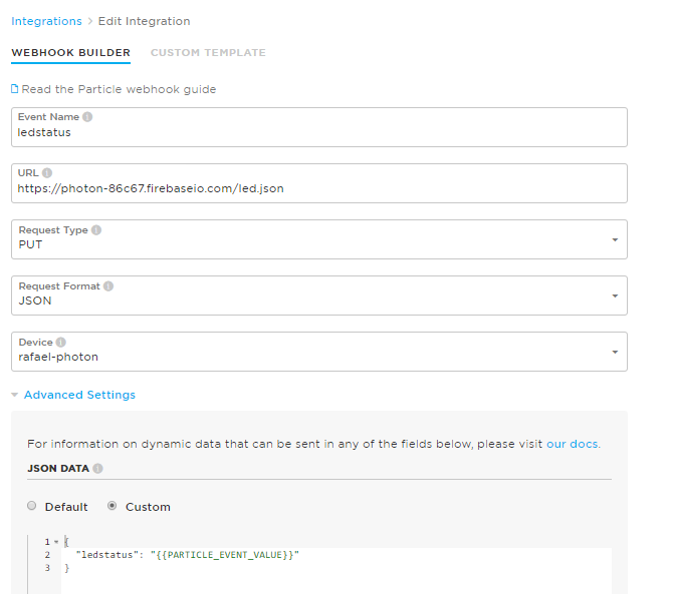 Integrations > Edit Integration
WEBHOOK BUILDER CUSTOM TEMPLATE
Read the Particle webhook guide
Event Name
ledstatus
URL
https://photon-86c67.firebaseio.com/led.json
Request Type
PUT
Request Format
JSON
Device
rafael-photon
Advanced Settings
For information on dynamic data that can be sent in any of the fields below, please visit our docs.
JSON DATA
Default Custom
1 {
2 "ledstatus": "{{PARTICLE_EVENT_VALUE}}"
3 }